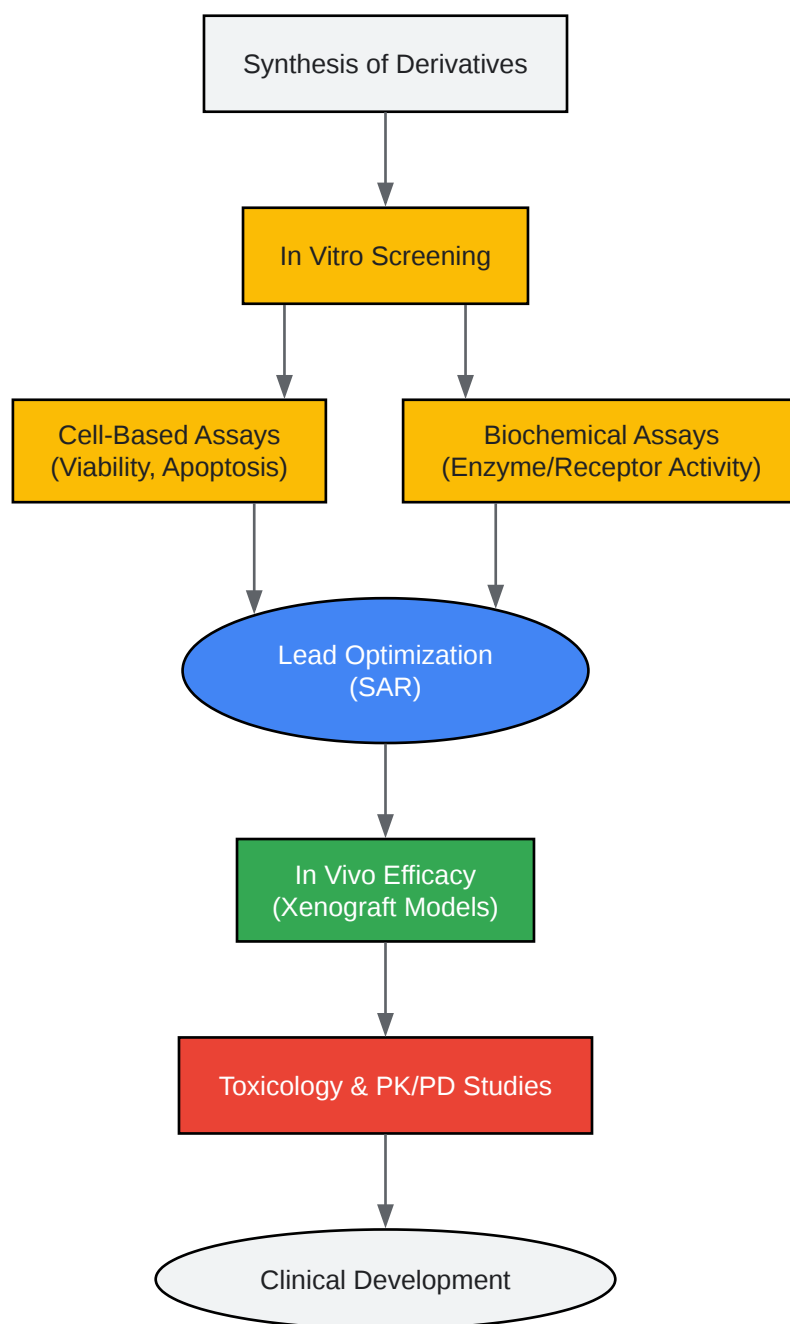 Synthesis of Derivatives
In Vitro Screening
Cell-Based Assays
(Viability, Apoptosis)
Biochemical Assays
(Enzyme/Receptor Activity)
Lead Optimization
(SAR)
In Vivo Efficacy
(Xenograft Models)
Toxicology & PK/PD Studies
Clinical Development